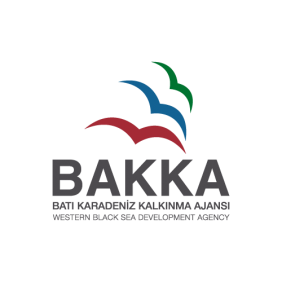 BAKKA
BATI KARADENİZ KALKINMA AJANSI
WESTERN BLACK SEA DEVELOPMENT AGENCY